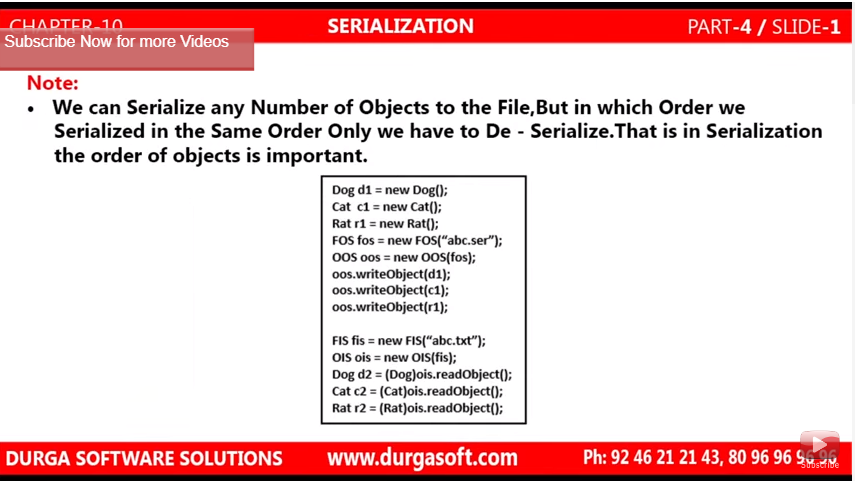 CHAPTER-10
SERIALIZATION
PART-4 / SLIDE-1
Subscribe Now for more Videos
Note:
• We can Serialize any Number of Objects to the File,But in which Order we
Serialized in the Same Order Only we have to De - Serialize.That is in Serialization
the order of objects is important.
Dog d1 = new Dog();
Cat c1 = new Cat();
Rat r1 = new Rat();
FOS fos = new FOS(“abc.ser”);
OOS oos = new OOS(fos);
oos.writeObject(d1);
oos.writeObject(c1);
oos.writeObject(r1);
FIS fis = new FIS(“abc.txt”);
OIS ois = new OIS(fis);
Dog d2 = (Dog)ois.readObject();
Cat c2 = (Cat)ois.readObject();
Rat r2 = (Rat)ois.readObject();
DURGA SOFTWARE SOLUTIONS
www.durgasoft.com
Ph: 92 46 21 21 43, 80 96 96 96 96
Subscribe